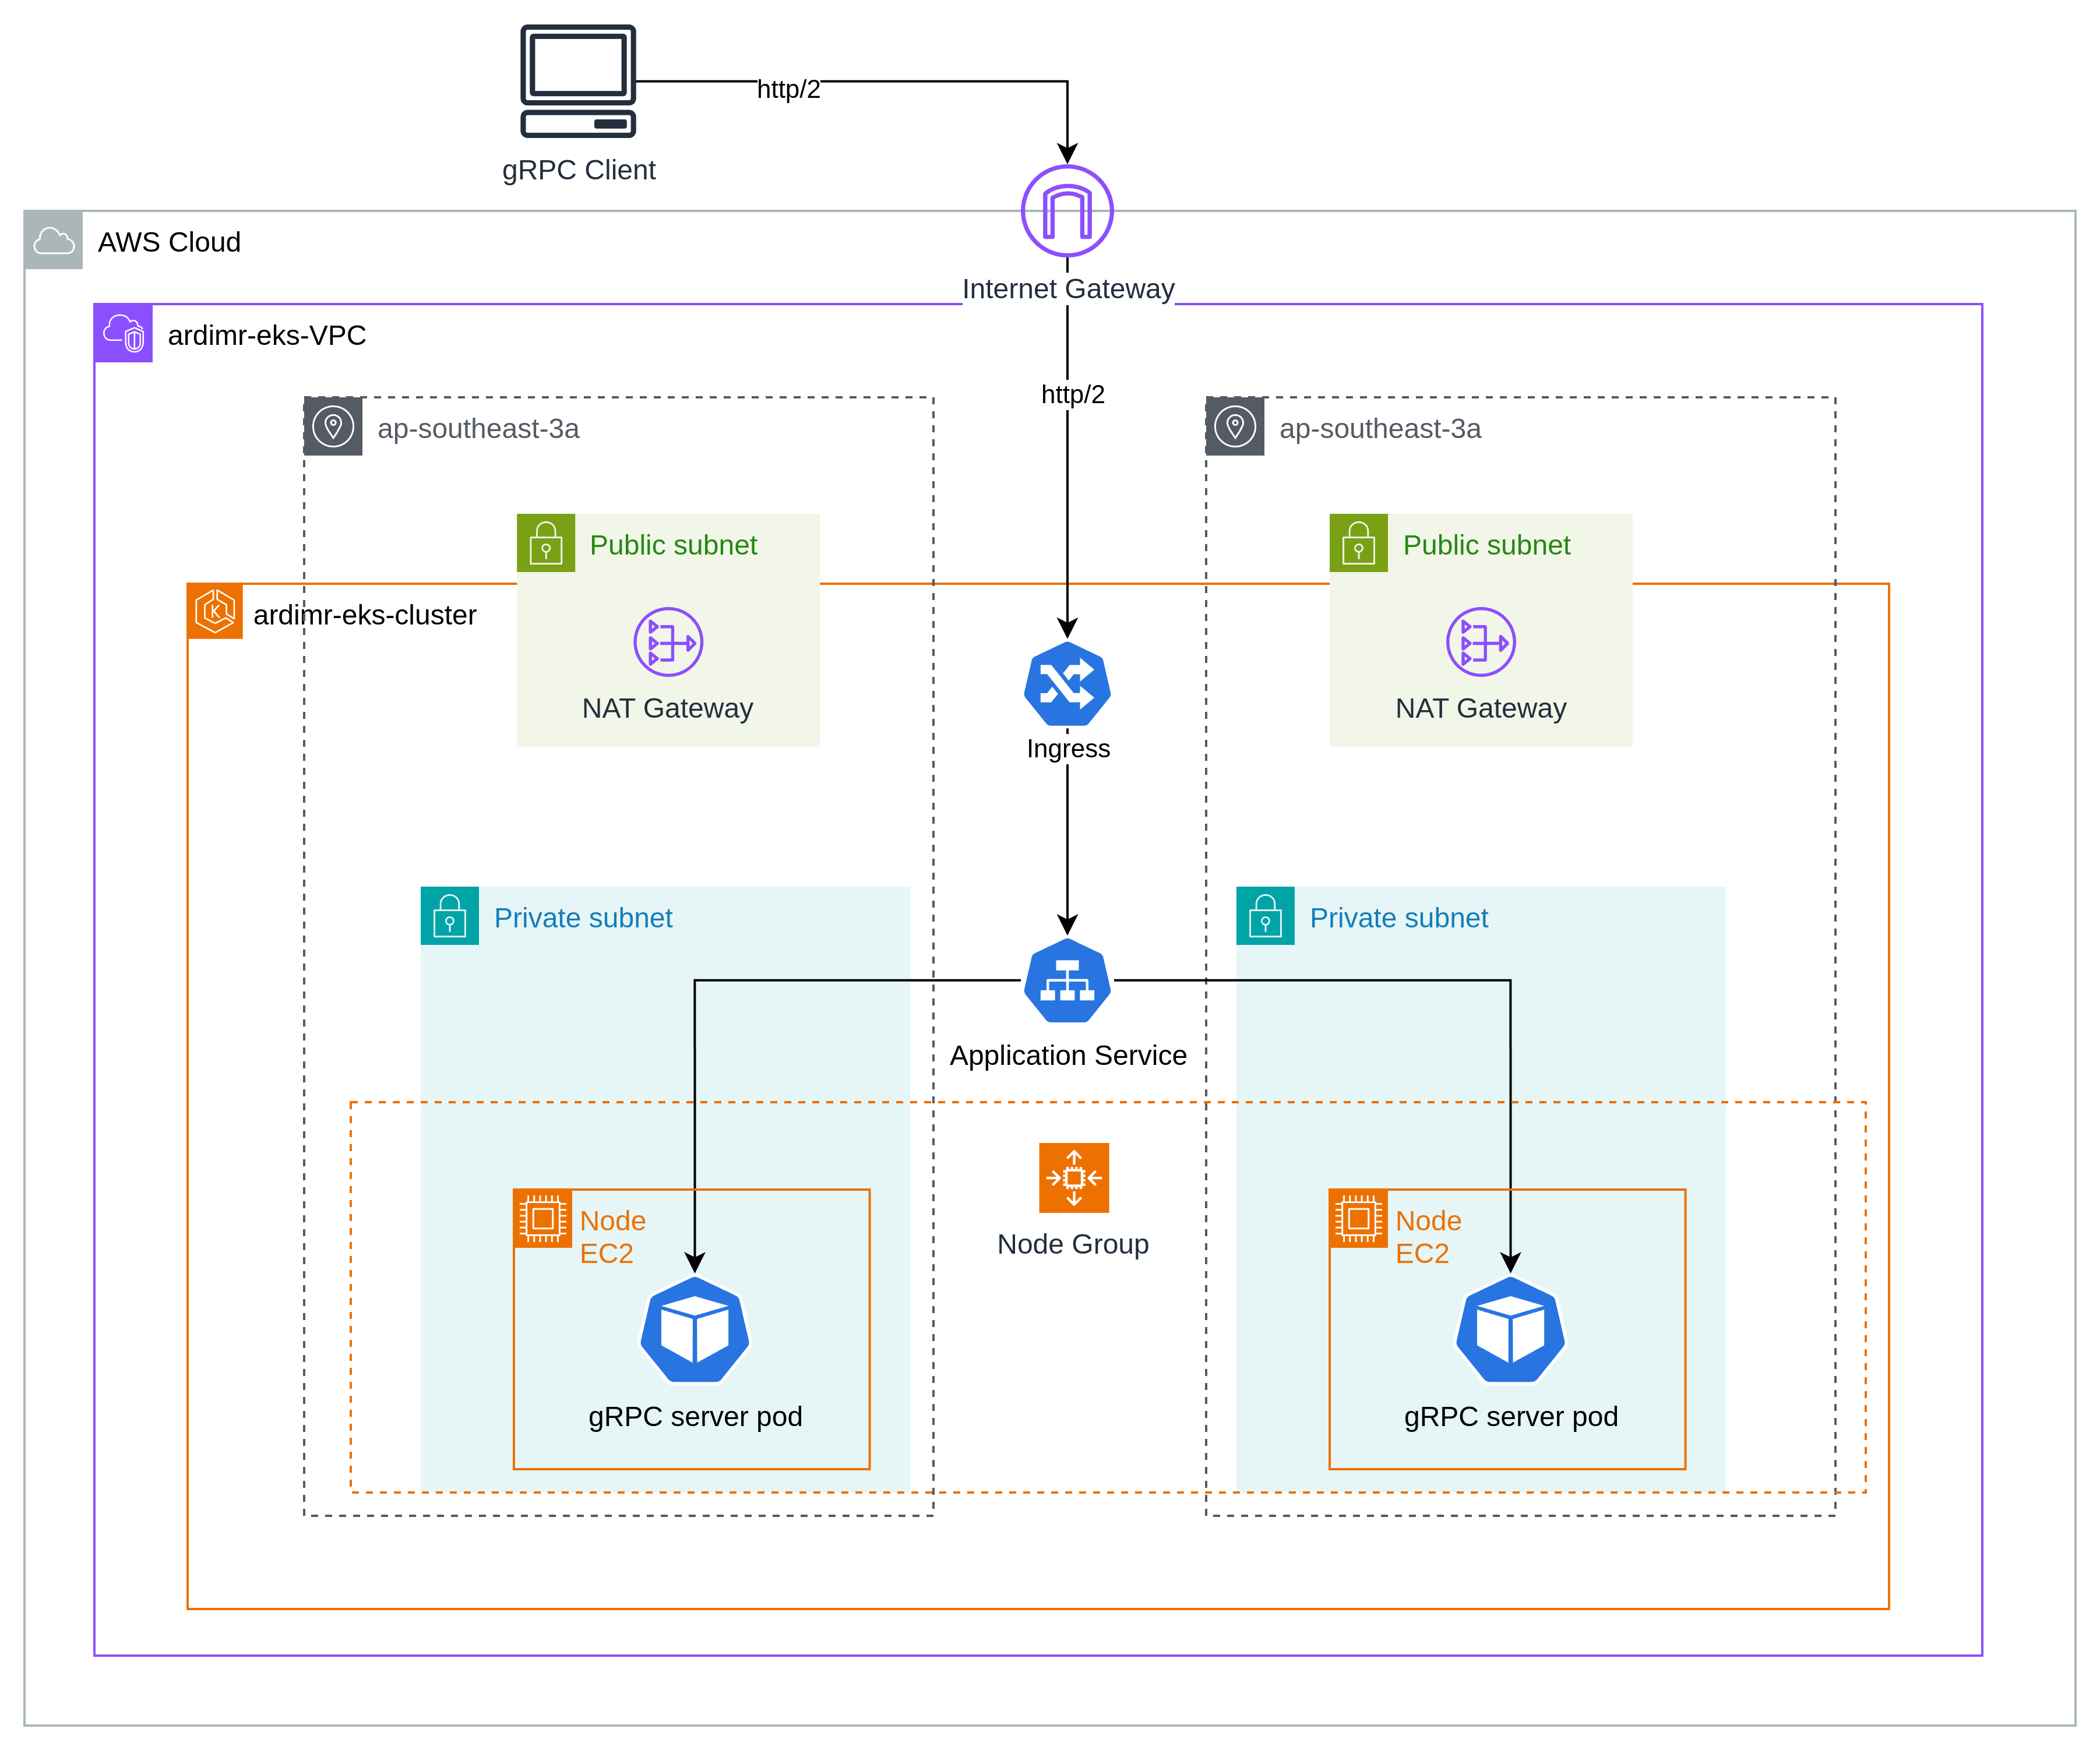 http/2
gRPC Client
AWS Cloud
Internet Gateway
ardimr-eks-VPC
http/2
ap-southeast-3a
ap-southeast-3a
Public subnet
Public subnet
ardimr-eks-cluster
NAT Gateway
NAT Gateway
Ingress
Private subnet
Private subnet
Application Service
Node Group
Node
EC2
Node
EC2
gRPC server pod
gRPC server pod